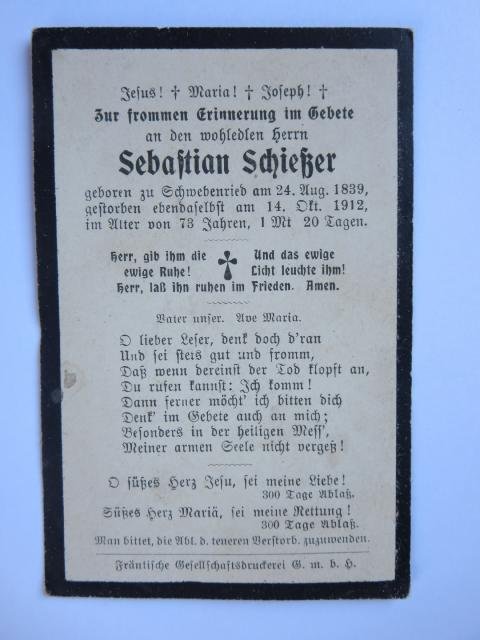 Jesus! † Maria! † Joseph! †
Zur frommen Erinnerung im Gebete
an den wohledlen Herrn
Sebastian Schießer
geboren zu Schwebenried am 24. Aug. 1839,
gestorben ebendaselbst am 14. Okt. 1912,
im Alter von 73 Jahren, 1 Mt 20 Tagen.
Herr, gib ihm die
ewige Ruhe!
Und das ewige
Licht leuchte ihm!
Herr, laß ihn ruhen im Frieden. Amen.
Vater unser. Ave Maria.
O lieber Leser, denk doch d'ran
Und sei stets gut und fromm,
Daß wenn dereinst der Tod klopft an,
Du rufen kannst: Ich komm!
Dann ferner möcht' ich bitten dich
Denk' im Gebete auch an mich;
Besonders in der heiligen Mess',
Meiner armen Seele nicht vergeß!
O süßes Herz Jesu, sei meine Liebe!
300 Tage Ablaß.
Süßes Herz Mariä, sei meine Rettung!
300 Tage Ablaß.
Man bittet, die Abl. d. teneren Verstorb. zuzuwenden.
Fränkische Gesellschaftsdruckerei G. m. b. H.